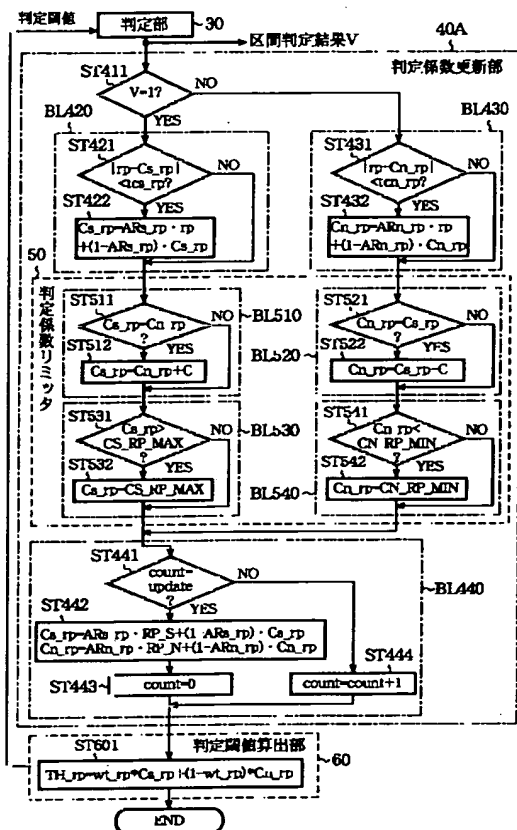 判定閾値
判定部
30
区間判定結果V
40A
判定係数更新部
ST411
V=1?
NO
YES
BL420
BL430
ST421
|rp-Cs_rp|
NO
YES
ST431
|rp-Cn_rp|
NO
YES
ST422
Cs_rp=ARs_rp・rp
+(1-ARs_rp)・Cs_rp
ST432
Cn_rp=ARn_rp・rp
+(1-ARn_rp)・Cn_rp
50
判定係数リミッタ
ST511
Cs_rp=Cn_rp
?
NO
YES
BL510
ST512
Cs_rp=Cn_rp+C
ST521
Cn_rp=Cs_rp
?
NO
YES
BL520
ST522
Cn_rp=Cs_rp-C
ST531
Cs_rp>
CS_RP_MAX
?
NO
YES
BL530
ST532
Cs_rp=CS_RP_MAX
ST541
Cn_rp<
CN_RP_MIN
?
NO
YES
ST542
BL540
Cn_rp=CN_RP_MIN
ST441
count=
update
?
NO
YES
BL440
ST442
Cs_rp=ARs_rp・RP_S+(1-ARs_rp)・Cs_rp
Cn_rp=ARn_rp・RP_N+(1-ARn_rp)・Cn_rp
ST443
count=0
ST444
count=count+1
ST601
判定閾値算出部
60
TH_rp=wt_rp*Cs_rp+(1-wt_rp)*Cn_rp
END